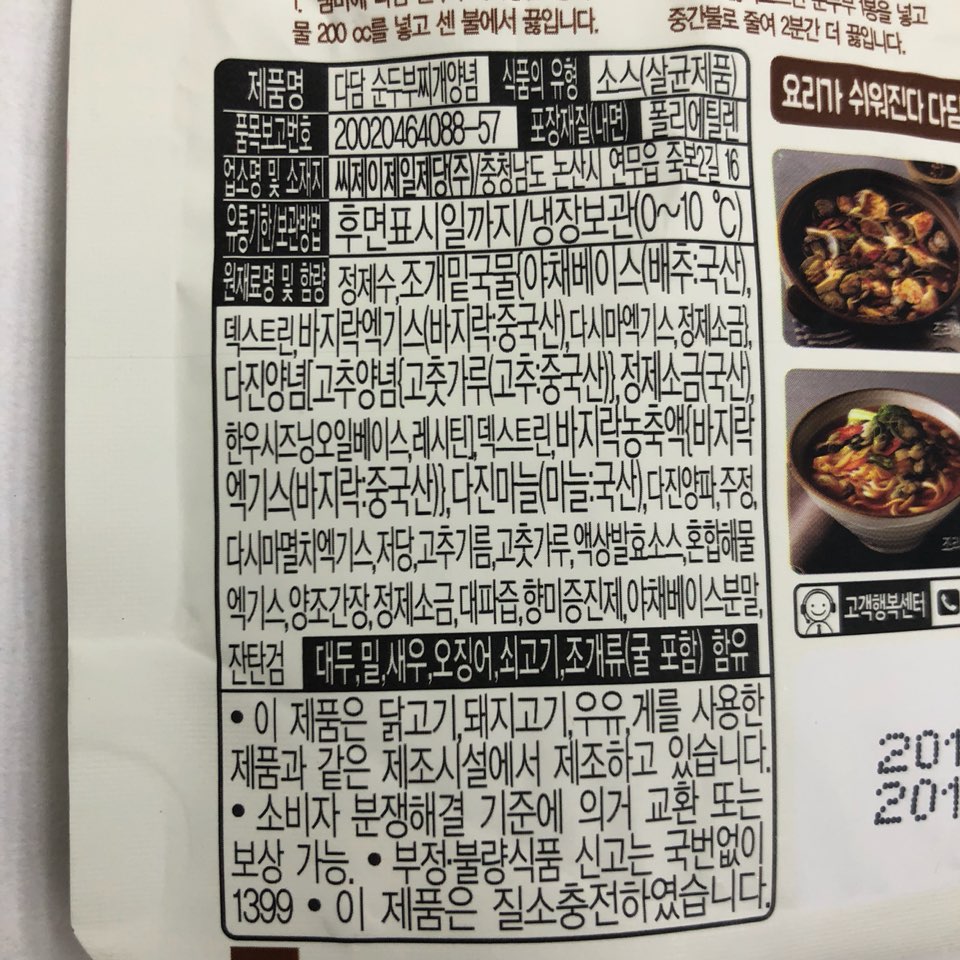 물 200 cc를 넣고 센 불에서 끓입니다.
중간불로 줄여 2분간 더 끓입니다.
제품명 다담 순두부찌개양념 식품의 유형 소스(살균제품)
품목보고번호 20020464088-57 포장재질(내면) 폴리에틸렌
업소명 및 소재지 씨제이제일제당(주)/충청남도 논산시 연무읍 죽본2길 16
유통기한/보관방법 후면표시일까지/냉장보관(0~10 ℃)
원재료명 및 함량 정제수,조개밑국물{야채베이스(배추:국산),
덱스트린,바지락엑기스(바지락:중국산),다시마엑기스,정제소금},
다진양념[고추양념{고춧가루(고추:중국산)},정제소금(국산),
한우시즈닝오일베이스,레시틴],덱스트린,바지락농축액{바지락
엑기스(바지락:중국산)},다진마늘(마늘:국산),다진양파,주정,
다시마멸치엑기스,저당,고추기름,고춧가루,액상발효소스,혼합해물
엑기스,양조간장,정제소금,대파즙,향미증진제,야채베이스분말,
잔탄검 대두,밀,새우,오징어,쇠고기,조개류(굴 포함) 함유
• 이 제품은 닭고기,돼지고기,우유,게를 사용한
제품과 같은 제조시설에서 제조하고 있습니다.
• 소비자 분쟁해결 기준에 의거 교환 또는
보상 가능. • 부정·불량식품 신고는 국번없이
1399 • 이 제품은 질소충전하였습니다.
요리가 쉬워진다 다담
고객행복센터
201
201